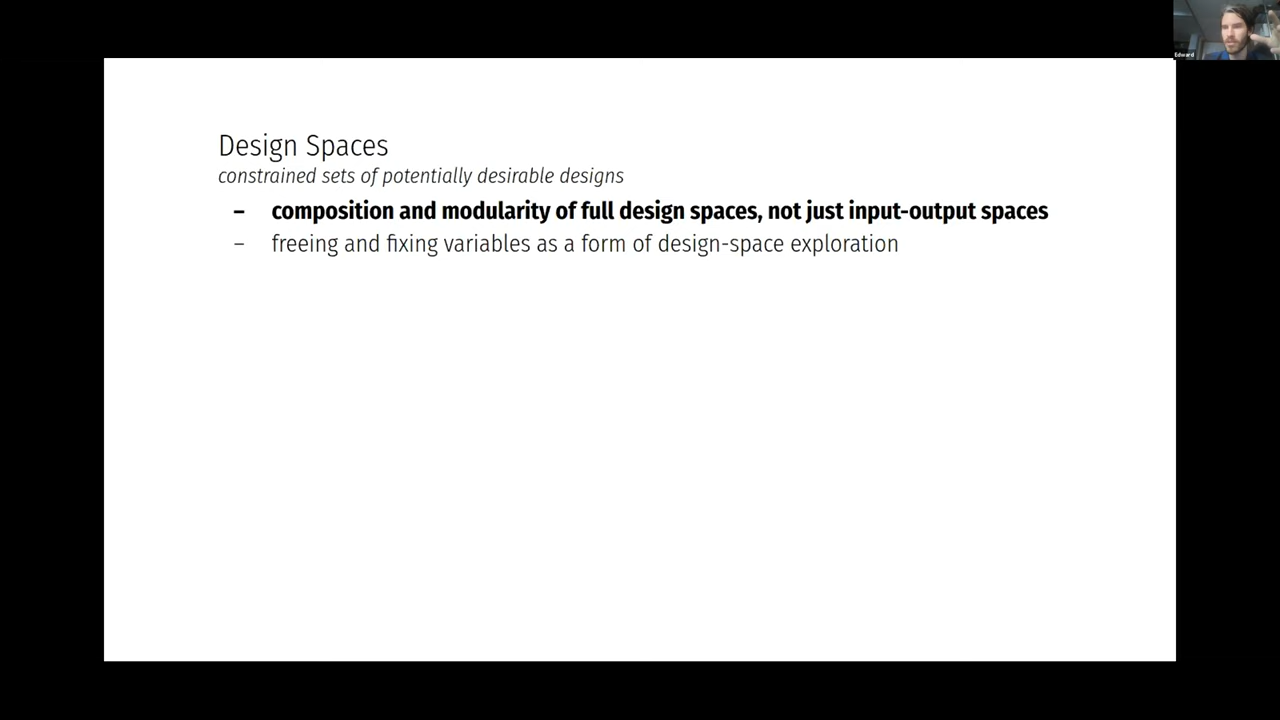 Edward
Design Spaces
constrained sets of potentially desirable designs
– composition and modularity of full design spaces, not just input-output spaces
– freeing and fixing variables as a form of design-space exploration